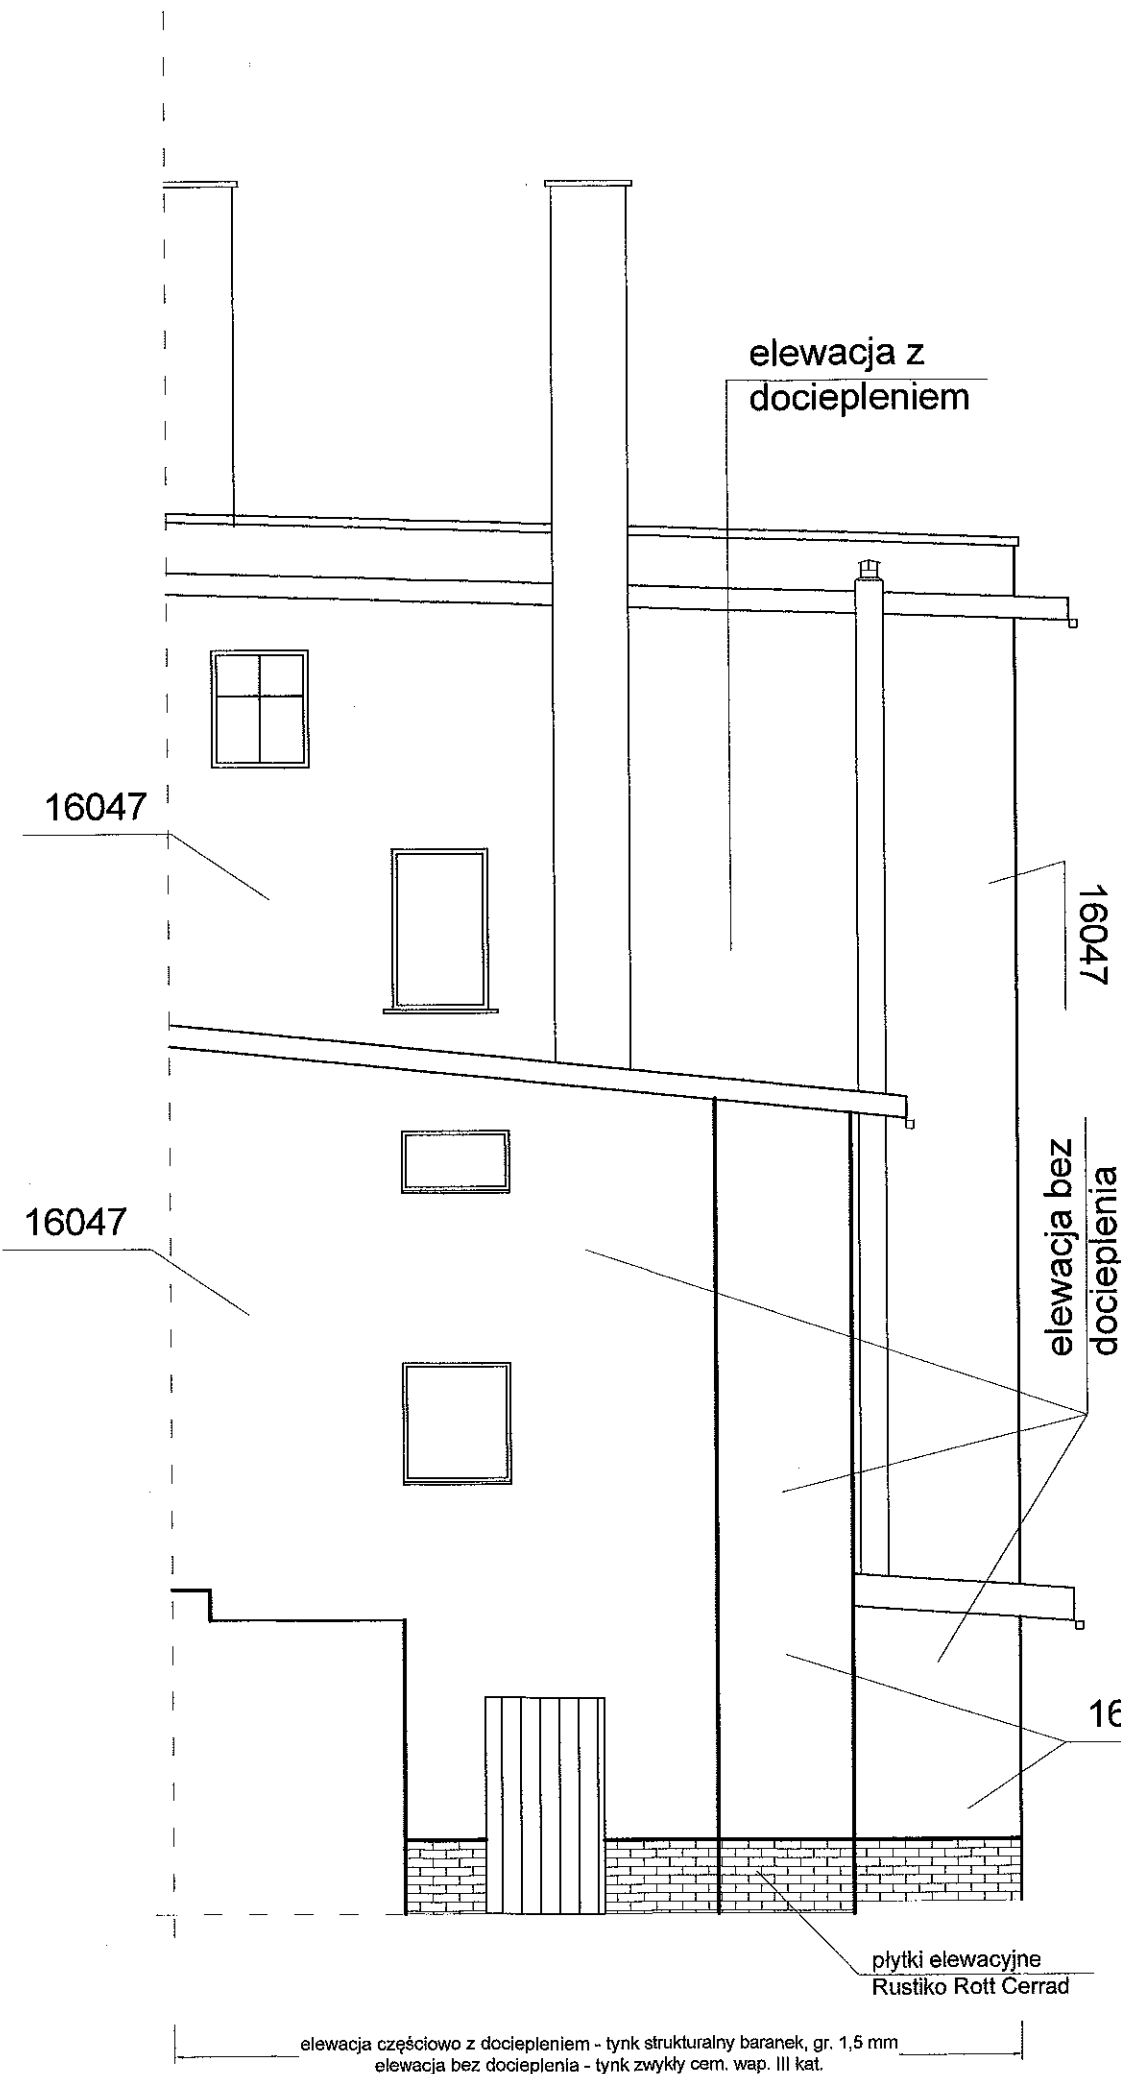 elewacja z
dociepleniem
16047
16047
16047
elewacja bez
docieplenia
płytki elewacyjne
Rustiko Rott Cerrad
elewacja częściowo z dociepleniem - tynk strukturalny baranek, gr. 1,5 mm
elewacja bez docieplenia - tynk zwykły cem. wap. III kat.